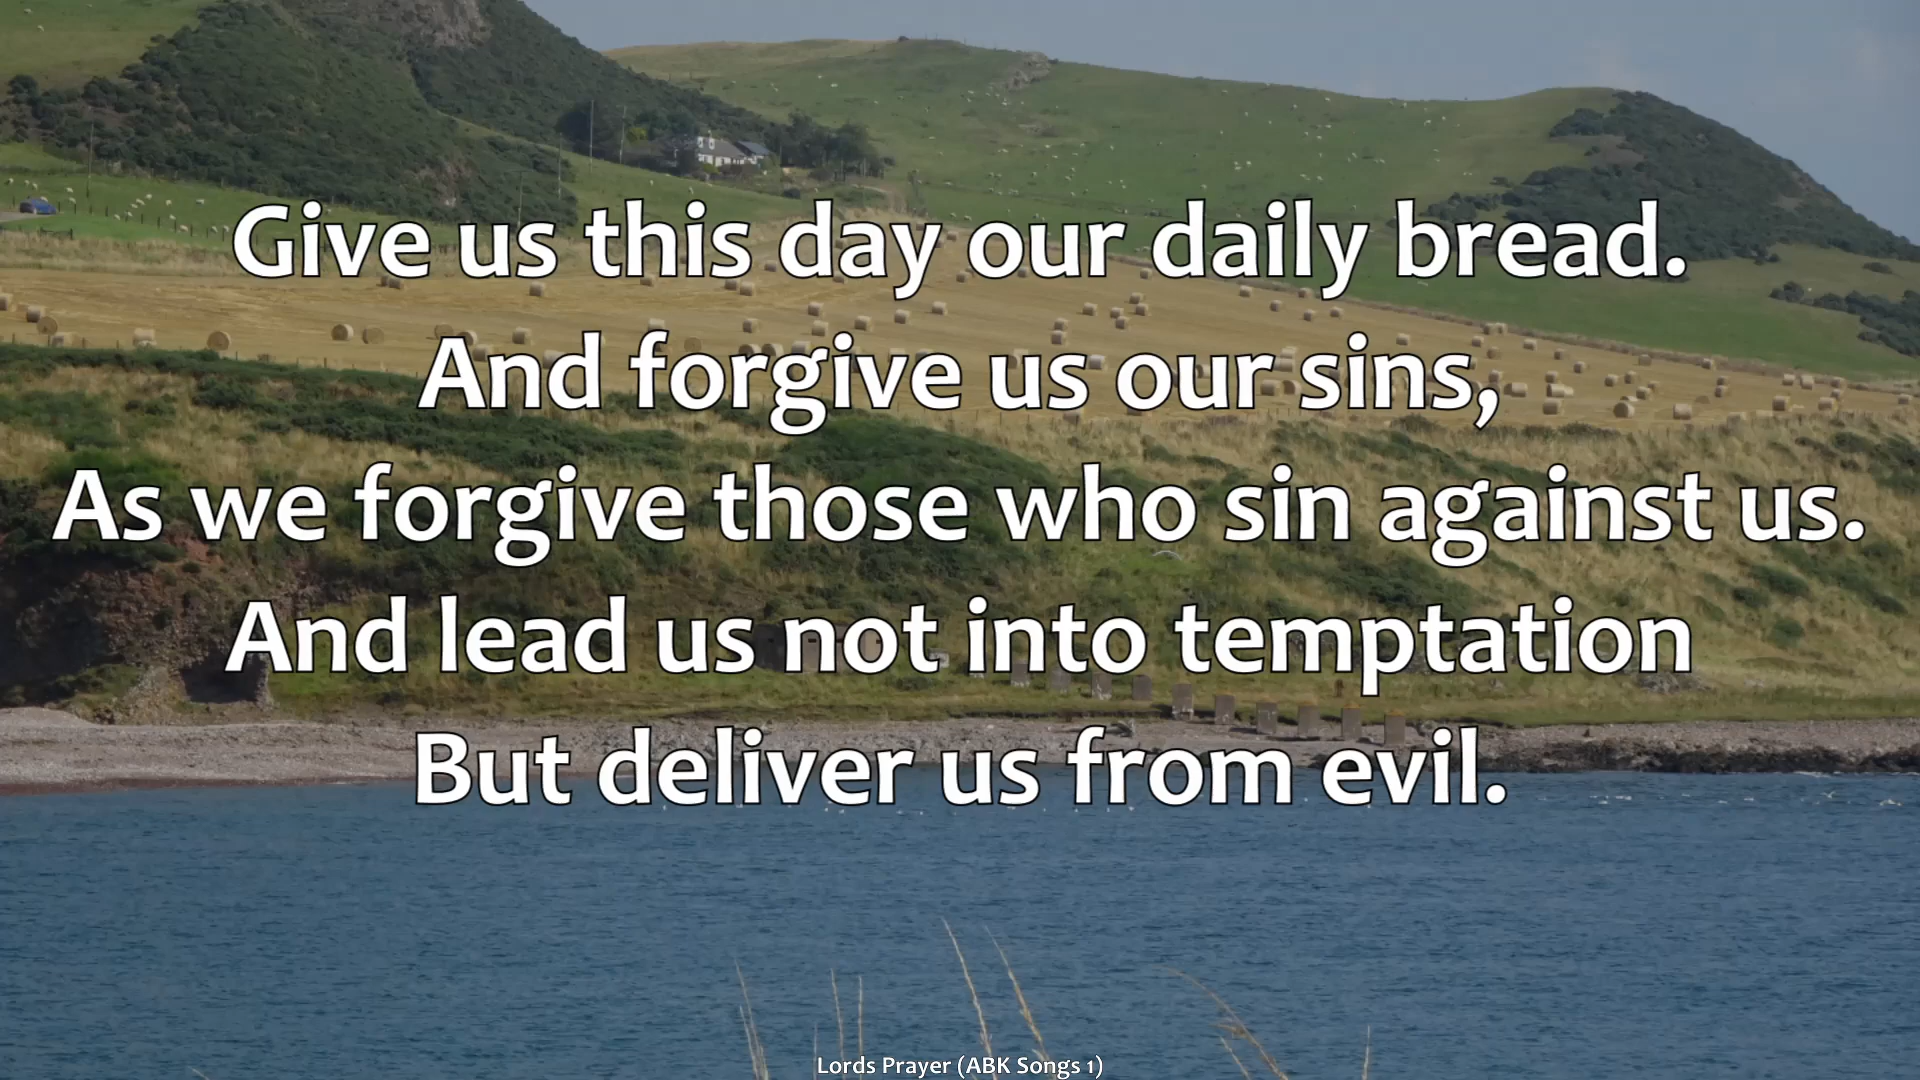 Give us this day our daily bread.
And forgive us our sins,
As we forgive those who sin against us.
And lead us not into temptation
But deliver us from evil.
Lords Prayer (ABK Songs 1)